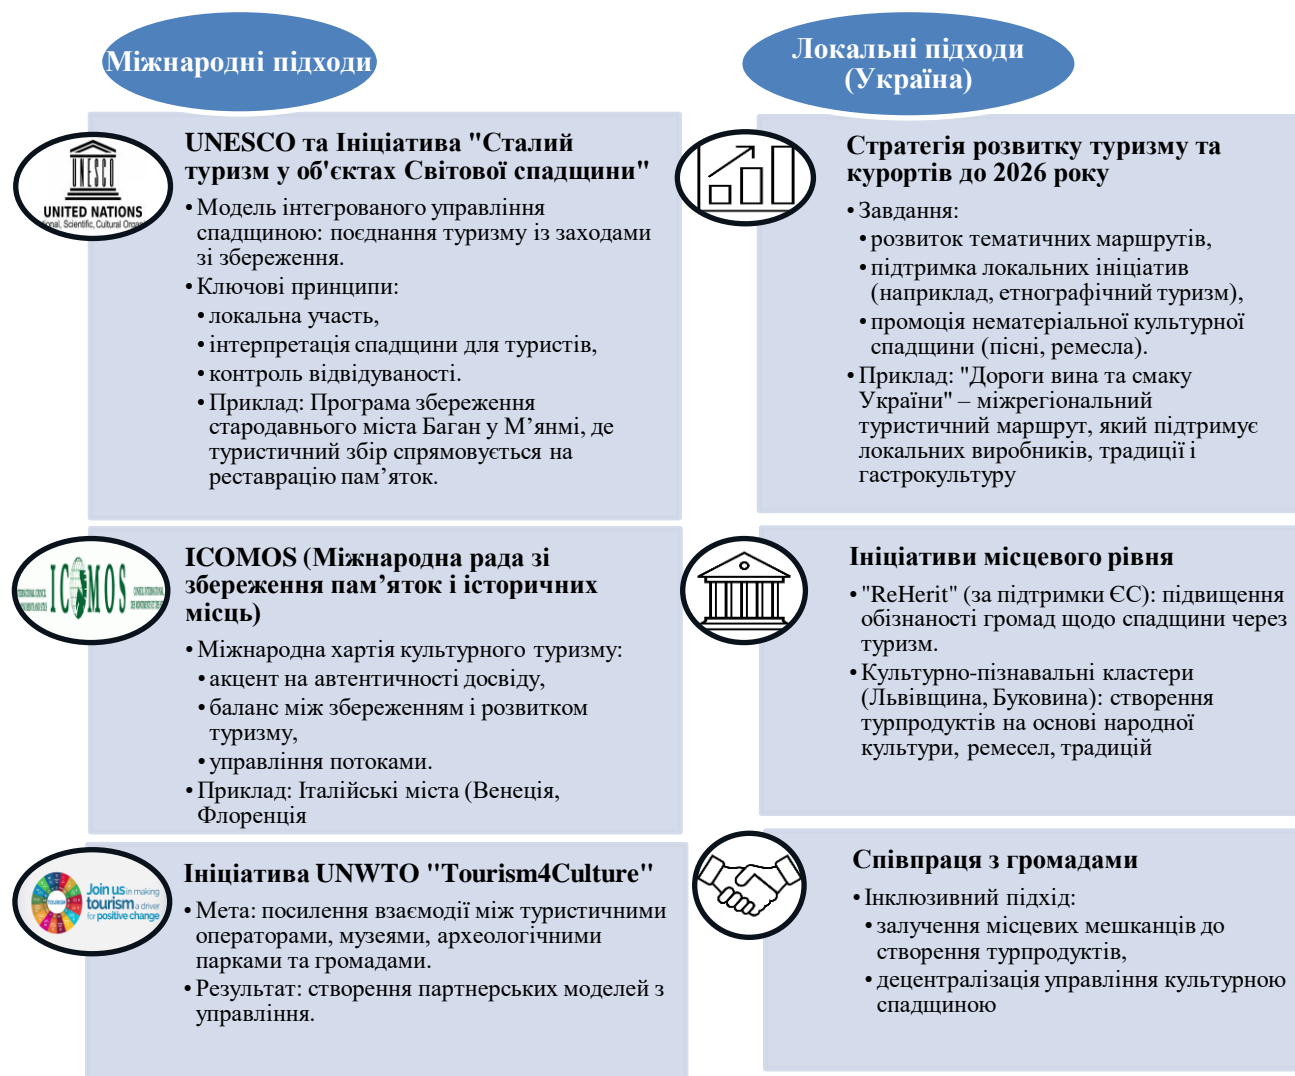 Міжнародні підходи
UNESCO та Ініціатива "Сталий
туризм у об'єктах Світової спадщини"
• Модель інтегрованого управління
спадщиною: поєднання туризму із заходами
зі збереження.
• Ключові принципи:
• локальна участь,
• інтерпретація спадщини для туристів,
• контроль відвідуваності.
• Приклад: Програма збереження
стародавнього міста Баган у М’янмі, де
туристичний збір спрямовується на
реставрацію пам’яток.
UNESCO
UNITED NATIONS
onal, Scientific, Cultural Organ
ICOMOS (Міжнародна рада зі
збереження пам’яток і історичних
місць)
• Міжнародна хартія культурного туризму:
• акцент на автентичності досвіду,
• баланс між збереженням і розвитком
туризму,
• управління потоками.
• Приклад: Італійські міста (Венеція,
Флоренція
ICOMOS
Ініціатива UNWTO "Tourism4Culture"
• Мета: посилення взаємодії між туристичними
операторами, музеями, археологічними
парками та громадами.
• Результат: створення партнерських моделей з
управління.
Join us in making
tourism a driver
for positive change
Локальні підходи
(Україна)
Стратегія розвитку туризму та
курортів до 2026 року
• Завдання:
• розвиток тематичних маршрутів,
• підтримка локальних ініціатив
(наприклад, етнографічний туризм),
• промоція нематеріальної культурної
спадщини (пісні, ремесла).
• Приклад: "Дороги вина та смаку
України" – міжрегіональний
туристичний маршрут, який підтримує
локальних виробників, традиції і
гастрокультуру
Ініціативи місцевого рівня
• "ReHerit" (за підтримки ЄС): підвищення
обізнаності громад щодо спадщини через
туризм.
• Культурно-пізнавальні кластери
(Львівщина, Буковина): створення
турпродуктів на основі народної
культури, ремесел, традицій
Співпраця з громадами
• Інклюзивний підхід:
• залучення місцевих мешканців до
створення турпродуктів,
• децентралізація управління культурною
спадщиною